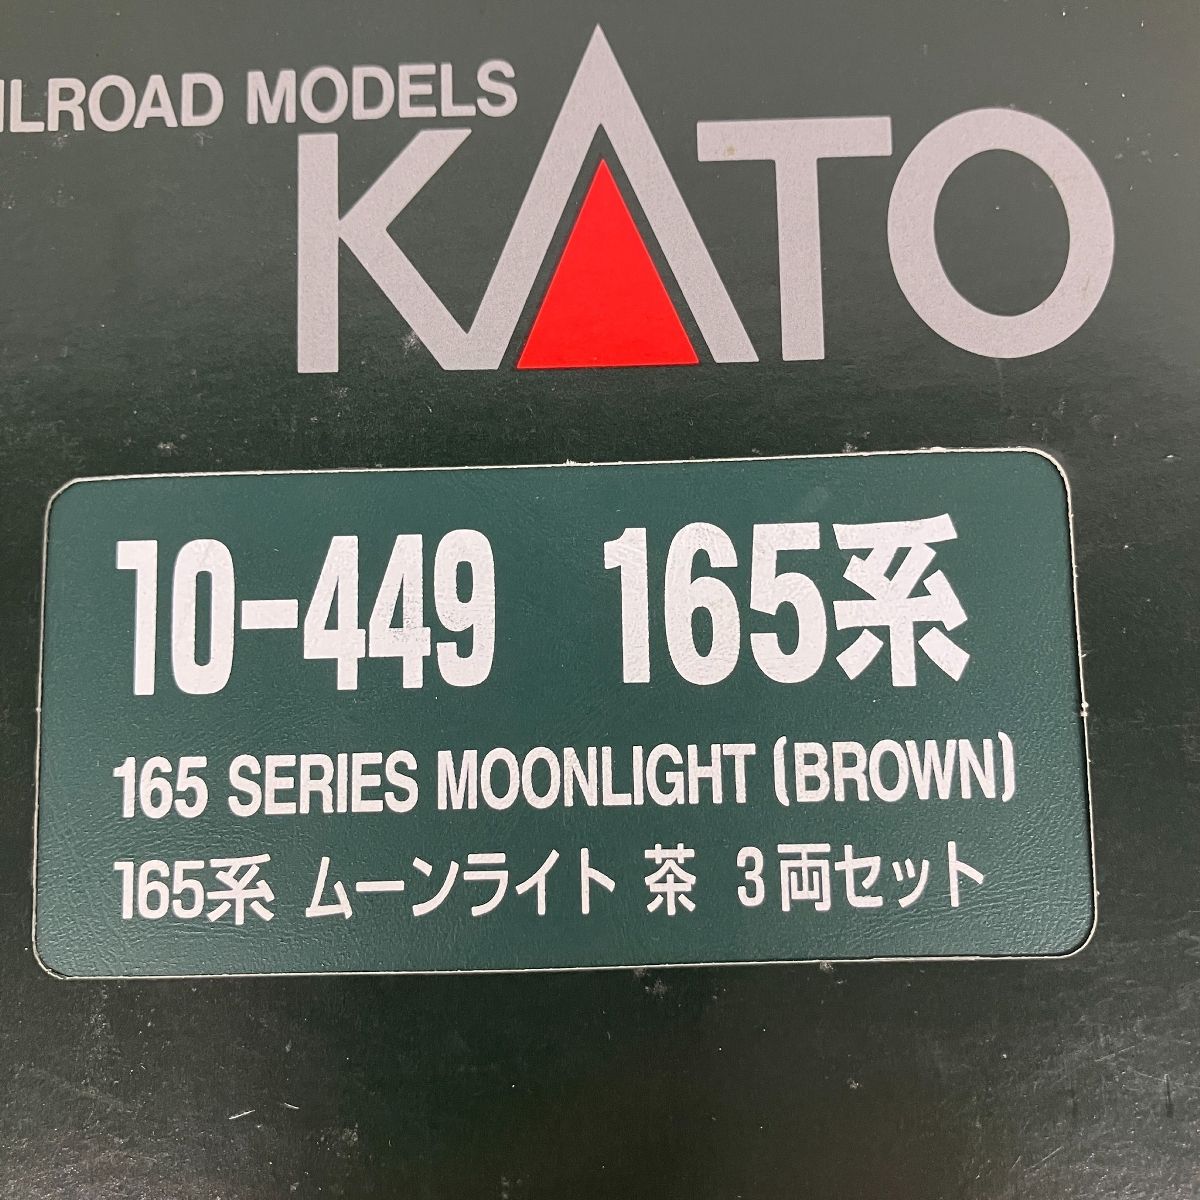 MODELS
KATO
10-449 165系
165 SERIES MOONLIGHT (BROWN)
165系 ムーンライト 茶 3両セット